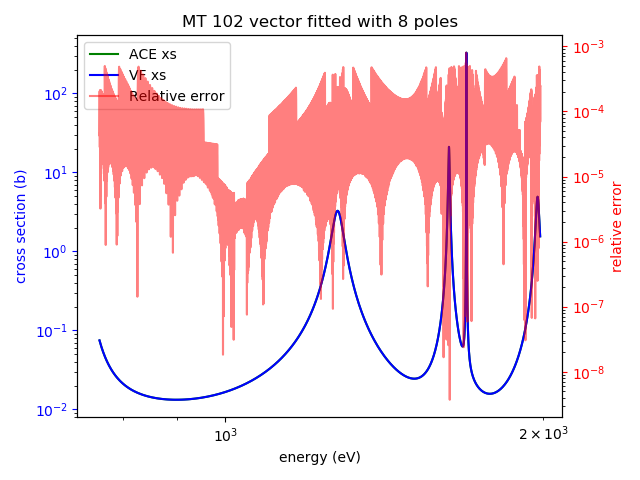 MT 102 vector fitted with 8 poles
ACE xs
VF xs
Relative error
cross section (b)
10²
10¹
10⁰
10⁻¹
10⁻²
relative error
10⁻³
10⁻⁴
10⁻⁵
10⁻⁶
10⁻⁷
10⁻⁸
10³
2 × 10³
energy (eV)